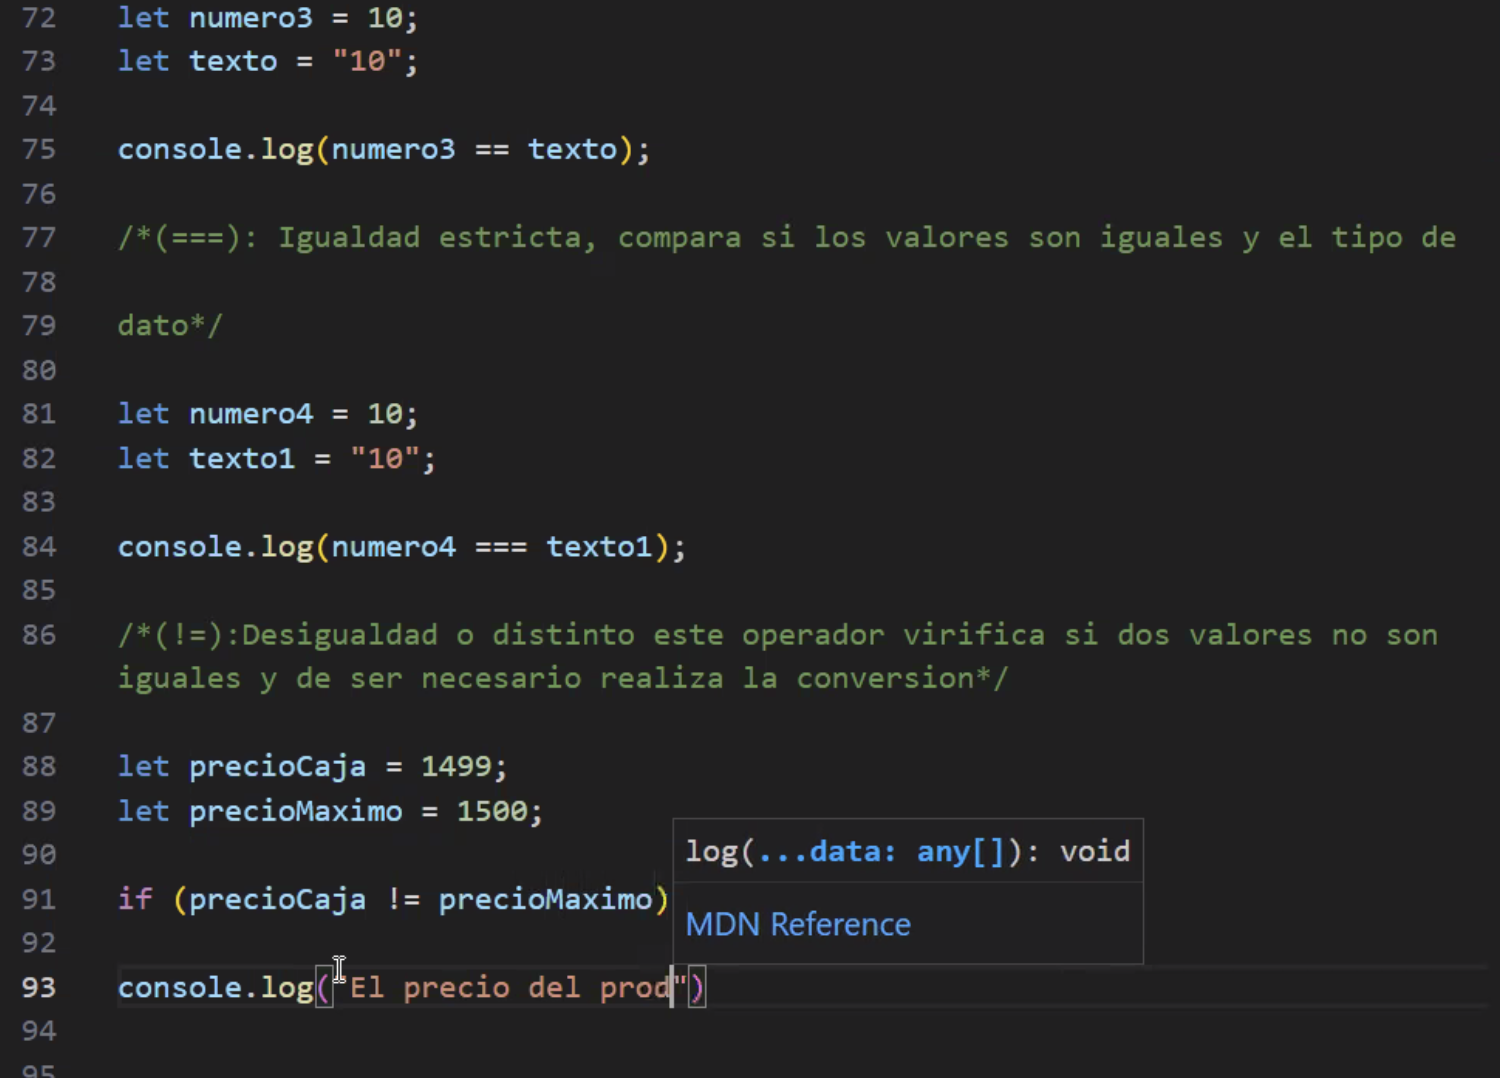 72 let numero3 = 10;
73 let texto = "10";
74
75 console.log(numero3 == texto);
76
77 /*(===): Igualdad estricta, compara si los valores son iguales y el tipo de
78
79 dato*/
80
81 let numero4 = 10;
82 let texto1 = "10";
83
84 console.log(numero4 === texto1);
85
86 /*(!=):Desigualdad o distinto este operador virifica si dos valores no son
iguales y de ser necesario realiza la conversion*/
87
88 let precioCaja = 1499;
89 let precioMaximo = 1500;
90
log(...data: any[]): void
91 if (precioCaja != precioMaximo)
MDN Reference
92
93 console.log("El precio del prod")
94
95